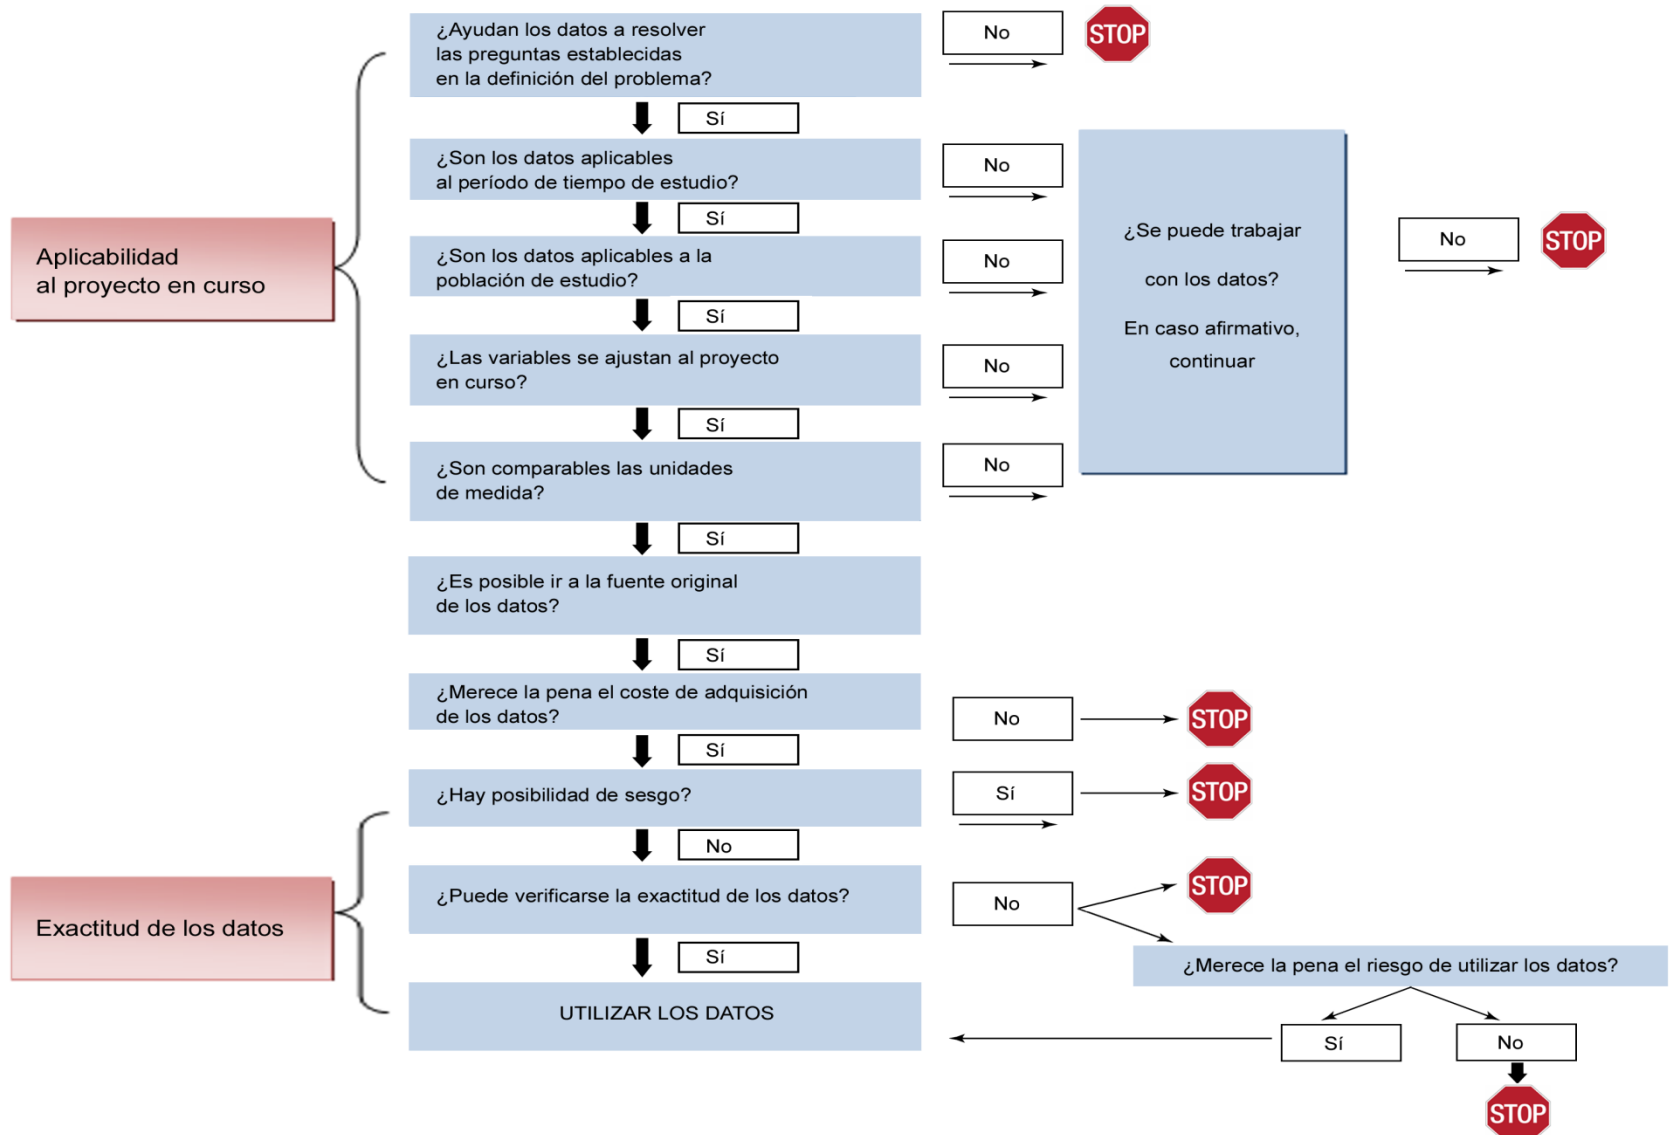 ¿Ayudan los datos a resolver
las preguntas establecidas
en la definición del problema?
No
STOP
Sí
¿Son los datos aplicables
al período de tiempo de estudio?
No
Sí
¿Son los datos aplicables a la
población de estudio?
No
Sí
¿Las variables se ajustan al proyecto
en curso?
No
Sí
¿Son comparables las unidades
de medida?
No
¿Se puede trabajar
con los datos?
En caso afirmativo,
continuar
No
STOP
Aplicabilidad
al proyecto en curso
Sí
¿Es posible ir a la fuente original
de los datos?
Sí
¿Merece la pena el coste de adquisición
de los datos?
No
STOP
Sí
¿Hay posibilidad de sesgo?
Sí
STOP
No
¿Puede verificarse la exactitud de los datos?
No
STOP
¿Merece la pena el riesgo de utilizar los datos?
Sí
No
STOP
Exactitud de los datos
Sí
UTILIZAR LOS DATOS